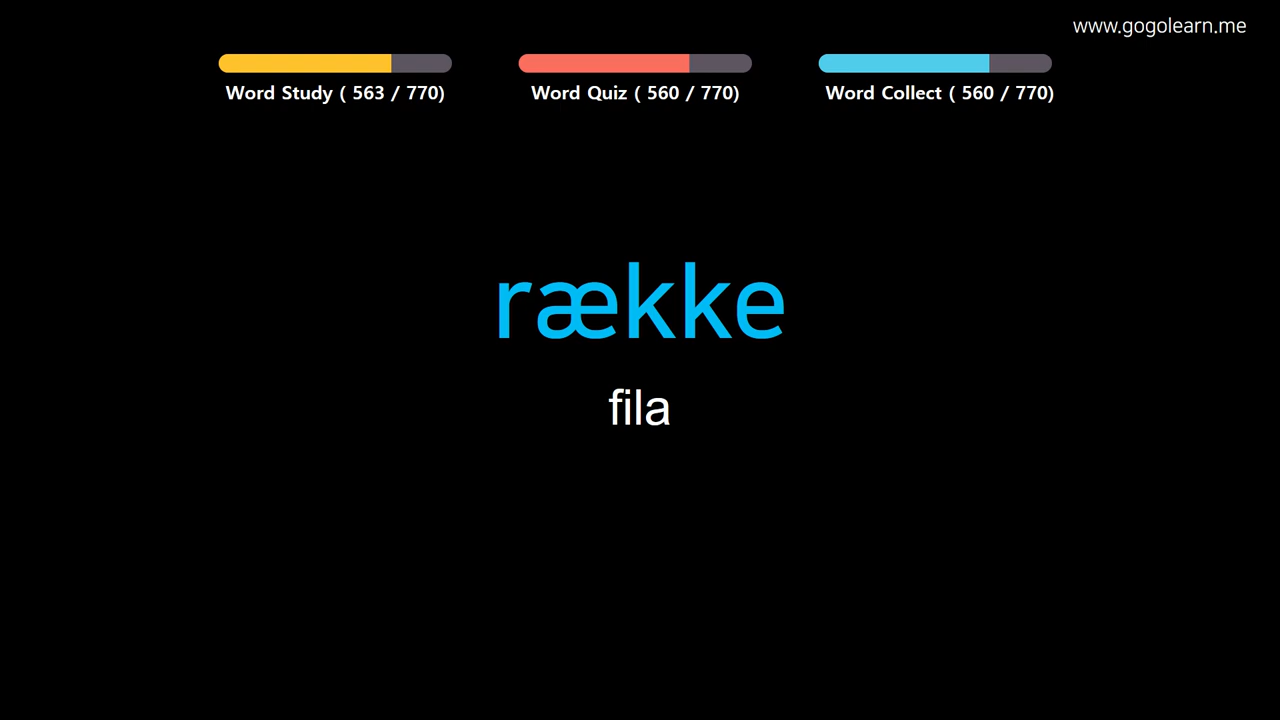 www.gogolearn.me
Word Study ( 563 / 770)
Word Quiz ( 560 / 770)
Word Collect ( 560 / 770)
række
fila